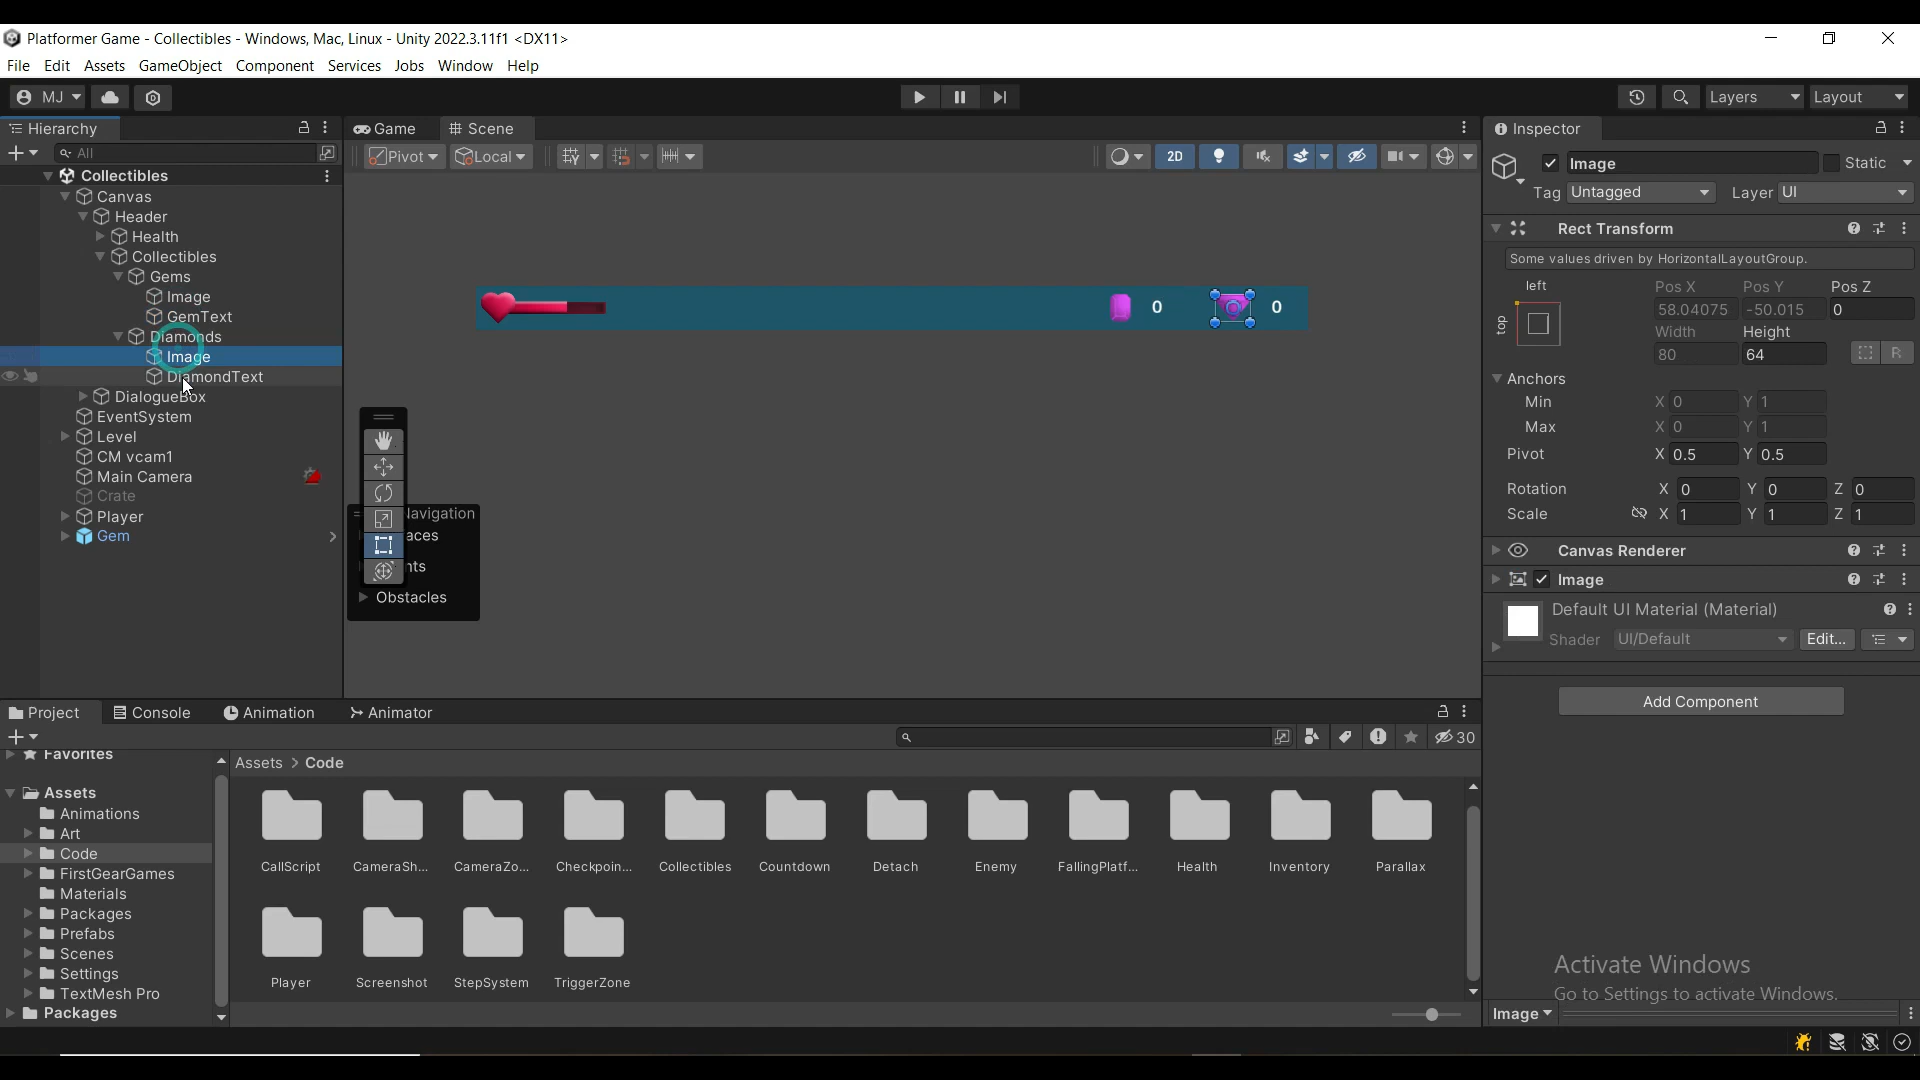 Platformer Game - Collectibles - Windows, Mac, Linux - Unity 2022.3.11f1 <DX11>
File Edit Assets GameObject Component Services Jobs Window Help
MJ Layers Layout
Hierarchy Game Scene Inspector
All Pivot Local 2D Image Static
Tag Untagged Layer UI
Collectibles
Canvas
Header
Health
Collectibles
Gems
Image
GemText
Diamonds
Image
DiamondText
DialogueBox
EventSystem
Level
CM vcam1
Main Camera
Crate
Player
Gem
0 0
Navigation
aces
nts
Obstacles
Rect Transform
Some values driven by HorizontalLayoutGroup.
left Pos X Pos Y Pos Z
top 58.04075 -50.015 0
Width Height
80 64 R
Anchors
Min X 0 Y 1
Max X 0 Y 1
Pivot X 0.5 Y 0.5
Rotation X 0 Y 0 Z 0
Scale X 1 Y 1 Z 1
Canvas Renderer
Image
Default UI Material (Material)
Shader UI/Default Edit...
Add Component
Project Console Animation Animator
30
Favorites
Assets
Animations
Art
Code
FirstGearGames
Materials
Packages
Prefabs
Scenes
Settings
TextMesh Pro
Packages
Assets > Code
CallScript CameraSh... CameraZo... Checkpoin... Collectibles Countdown Detach Enemy FallingPlatf... Health Inventory Parallax
Player Screenshot StepSystem TriggerZone
Activate Windows
Go to Settings to activate Windows.
Image